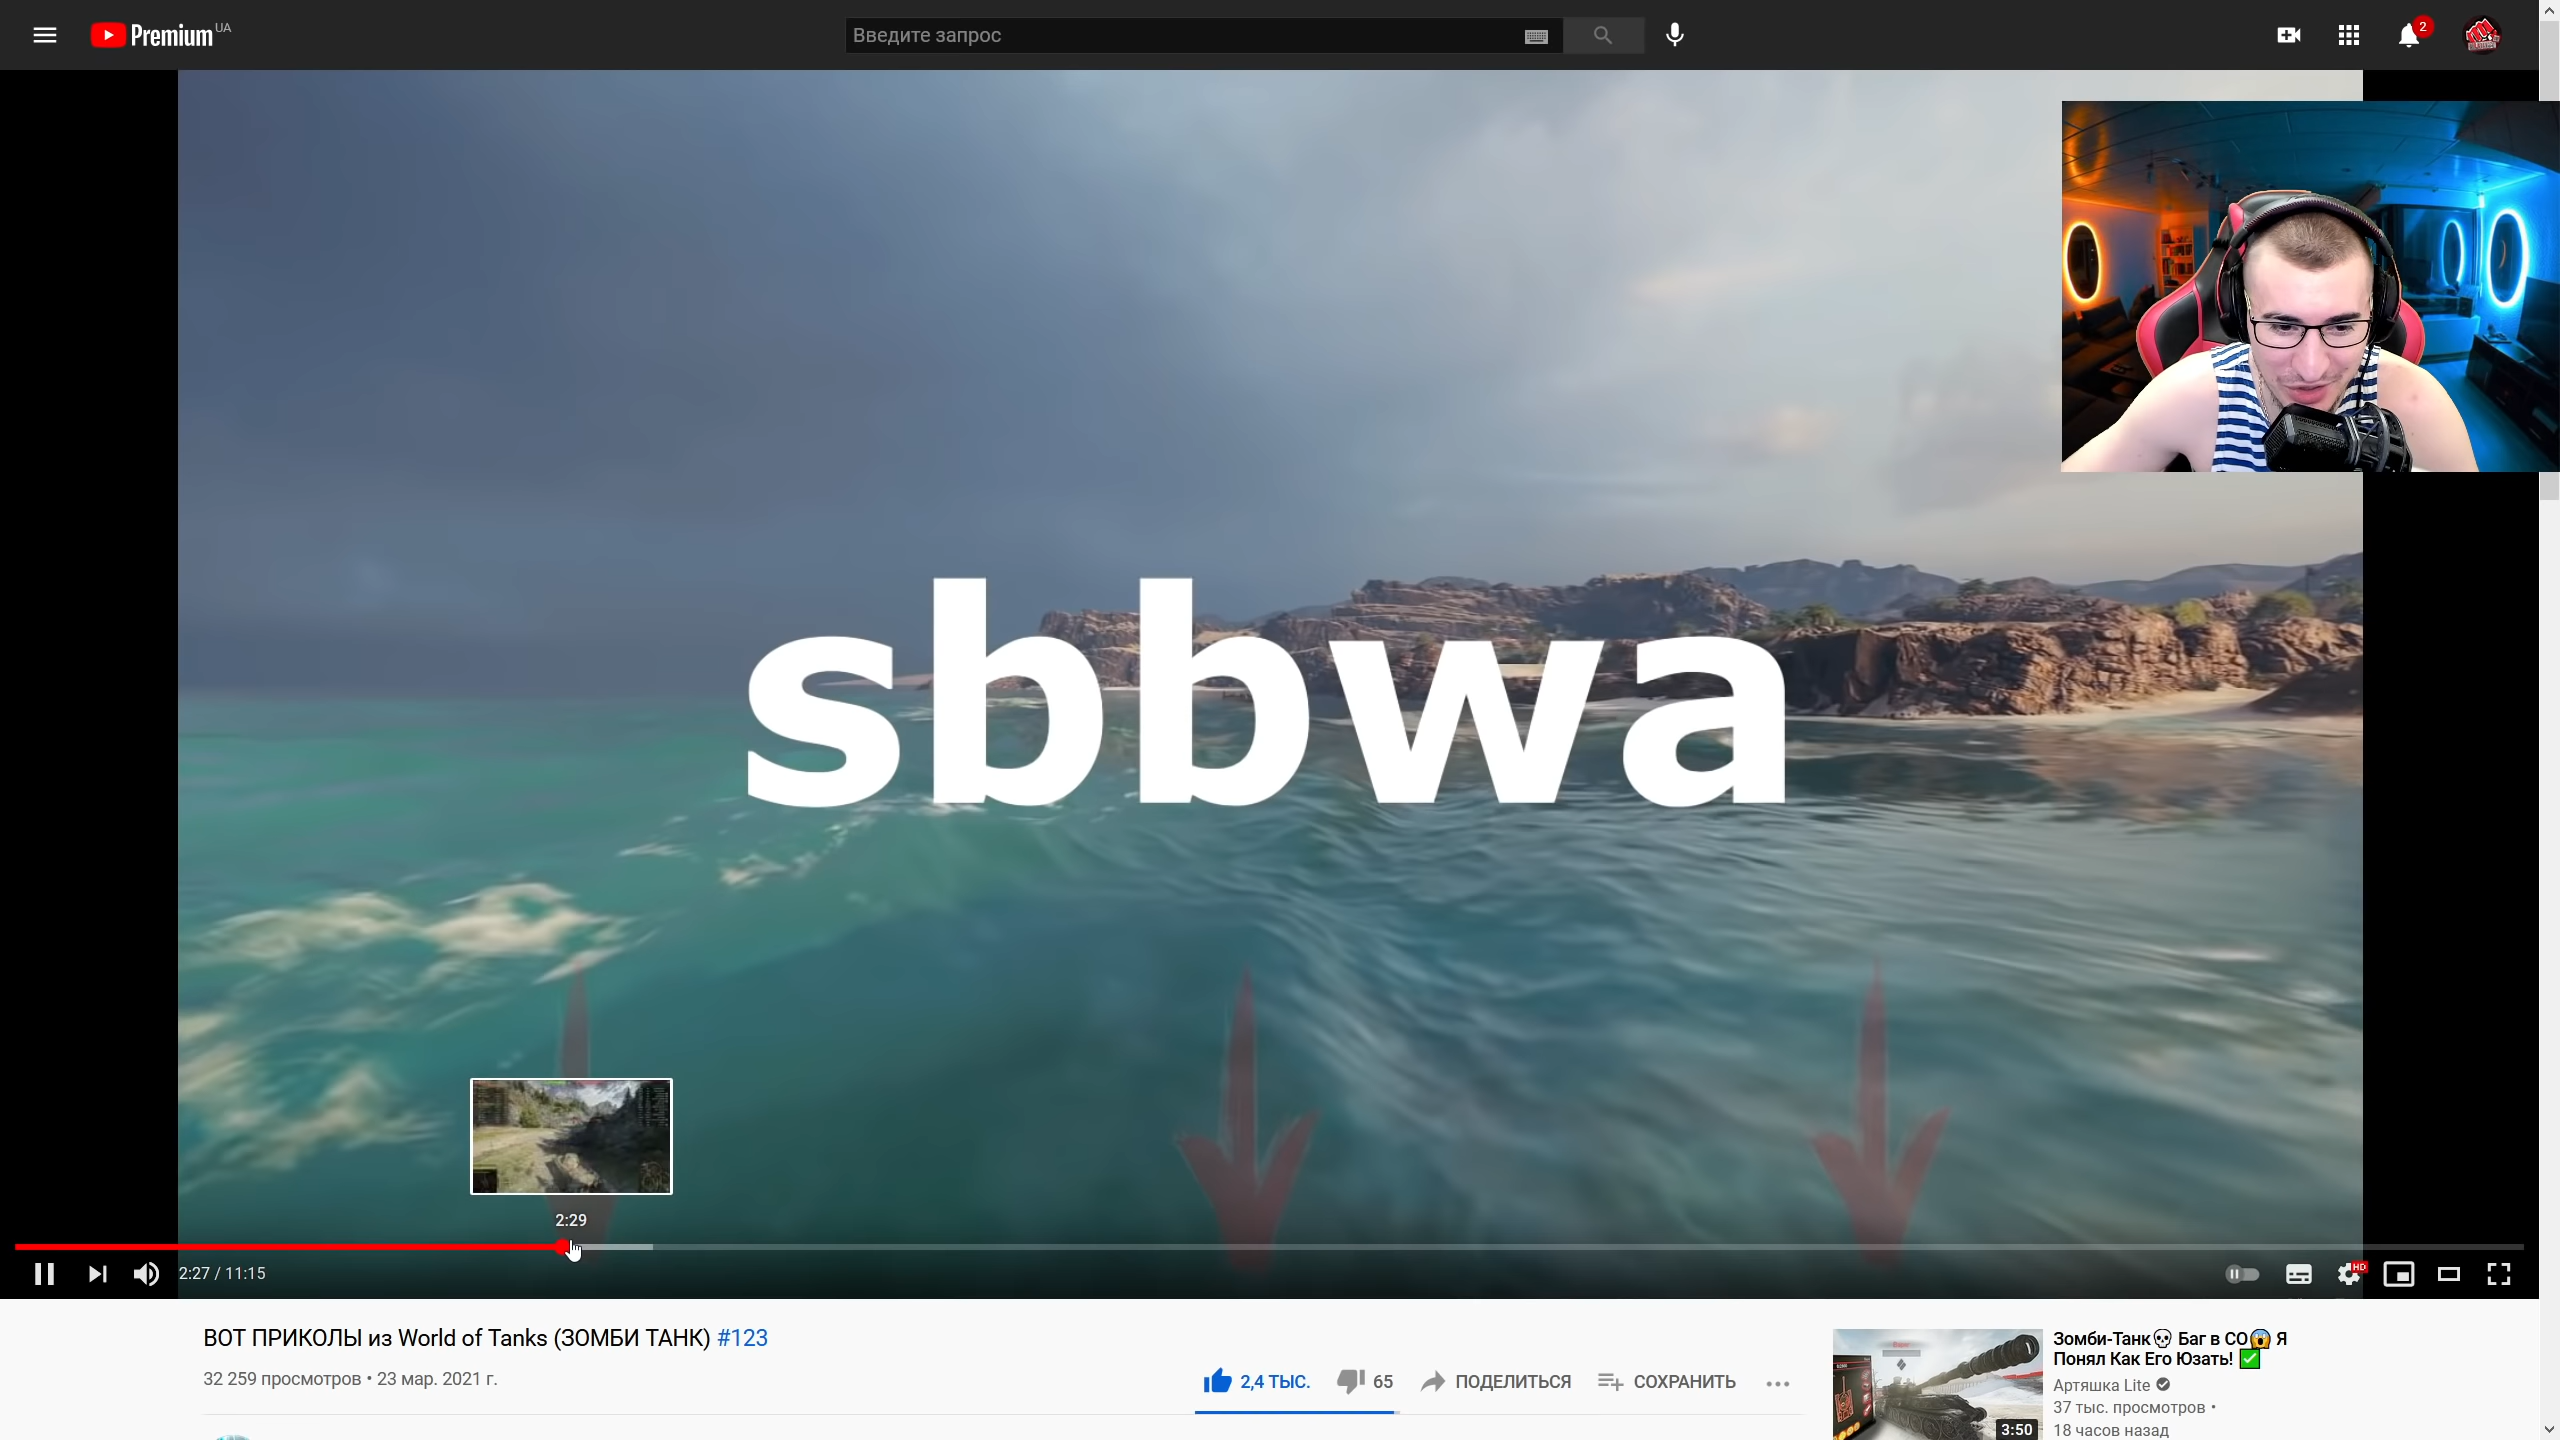 Premium UA
Введите запрос
2
sbbwa
2:29
2:27 / 11:15
HD
ВОТ ПРИКОЛЫ из World of Tanks (ЗОМБИ ТАНК) #123
32 259 просмотров • 23 мар. 2021 г.
2,4 ТЫС.
65
ПОДЕЛИТЬСЯ
СОХРАНИТЬ
Зомби-Танк💀 Баг в СО😱 Я
Понял Как Его Юзать! ✅
Артяшка Lite
37 тыс. просмотров •
18 часов назад
3:50